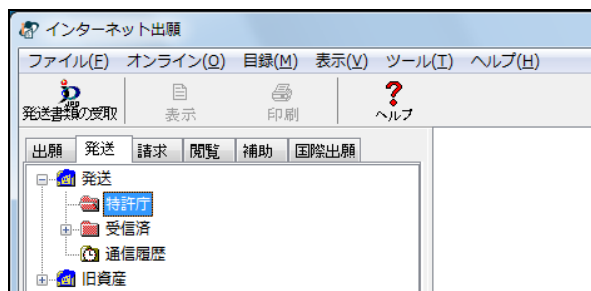 インターネット出願
ファイル(F) オンライン(O) 目録(M) 表示(V) ツール(T) ヘルプ(H)
発送書類の受取 表示 印刷 ヘルプ
出願 発送 請求 閲覧 補助 国際出願
発送
特許庁
受信済
通信履歴
旧資産